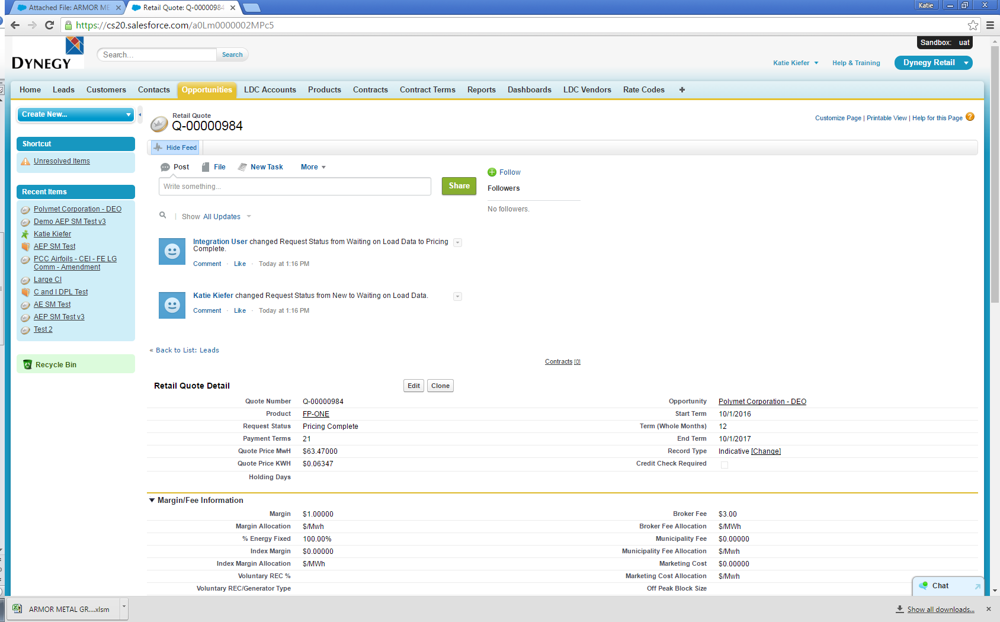 Attached File: ARMOR ME
Retail Quote: Q-00000984
Katie
https://cs20.salesforce.com/a0Lm0000002MPc5
DYNEGY
Search...
Search
Sandbox: uat
Katie Kiefer
Help & Training
Dynegy Retail
Home Leads Customers Contacts Opportunities LDC Accounts Products Contracts Contract Terms Reports Dashboards LDC Vendors Rate Codes +
Create New...
Shortcut
Unresolved Items
Recent Items
Polymet Corporation - DEO
Demo AEP SM Test v3
Katie Kiefer
AEP SM Test
PCC Airfoils - CEI - FE LG
Comm - Amendment
Large CI
C and I DPL Test
AE SM Test
AEP SM Test v3
Test 2
Recycle Bin
Retail Quote
Q-00000984
Customize Page | Printable View | Help for this Page ?
Hide Feed
Post File New Task More
Write something...
Share
Follow
Followers
No followers.
Show All Updates
Integration User changed Request Status from Waiting on Load Data to Pricing
Complete.
Comment · Like · Today at 1:16 PM
Katie Kiefer changed Request Status from New to Waiting on Load Data.
Comment · Like · Today at 1:16 PM
« Back to List: Leads
Contracts [0]
Retail Quote Detail
Edit Clone
Quote Number Q-00000984 Opportunity Polymet Corporation - DEO
Product FP-ONE Start Term 10/1/2016
Request Status Pricing Complete Term (Whole Months) 12
Payment Terms 21 End Term 10/1/2017
Quote Price MwH $63.47000 Record Type Indicative [Change]
Quote Price KWH $0.06347 Credit Check Required
Holding Days
Margin/Fee Information
Margin $1.00000 Broker Fee $3.00
Margin Allocation $/Mwh Broker Fee Allocation $/MWh
% Energy Fixed 100.00% Municipality Fee $0.00000
Index Margin $0.00000 Municipality Fee Allocation $/Mwh
Index Margin Allocation $/MWh Marketing Cost $0.00000
Voluntary REC % Marketing Cost Allocation $/Mwh
Voluntary REC/Generator Type Off Peak Block Size
Chat
ARMOR METAL GR....xlsm
Show all downloads...